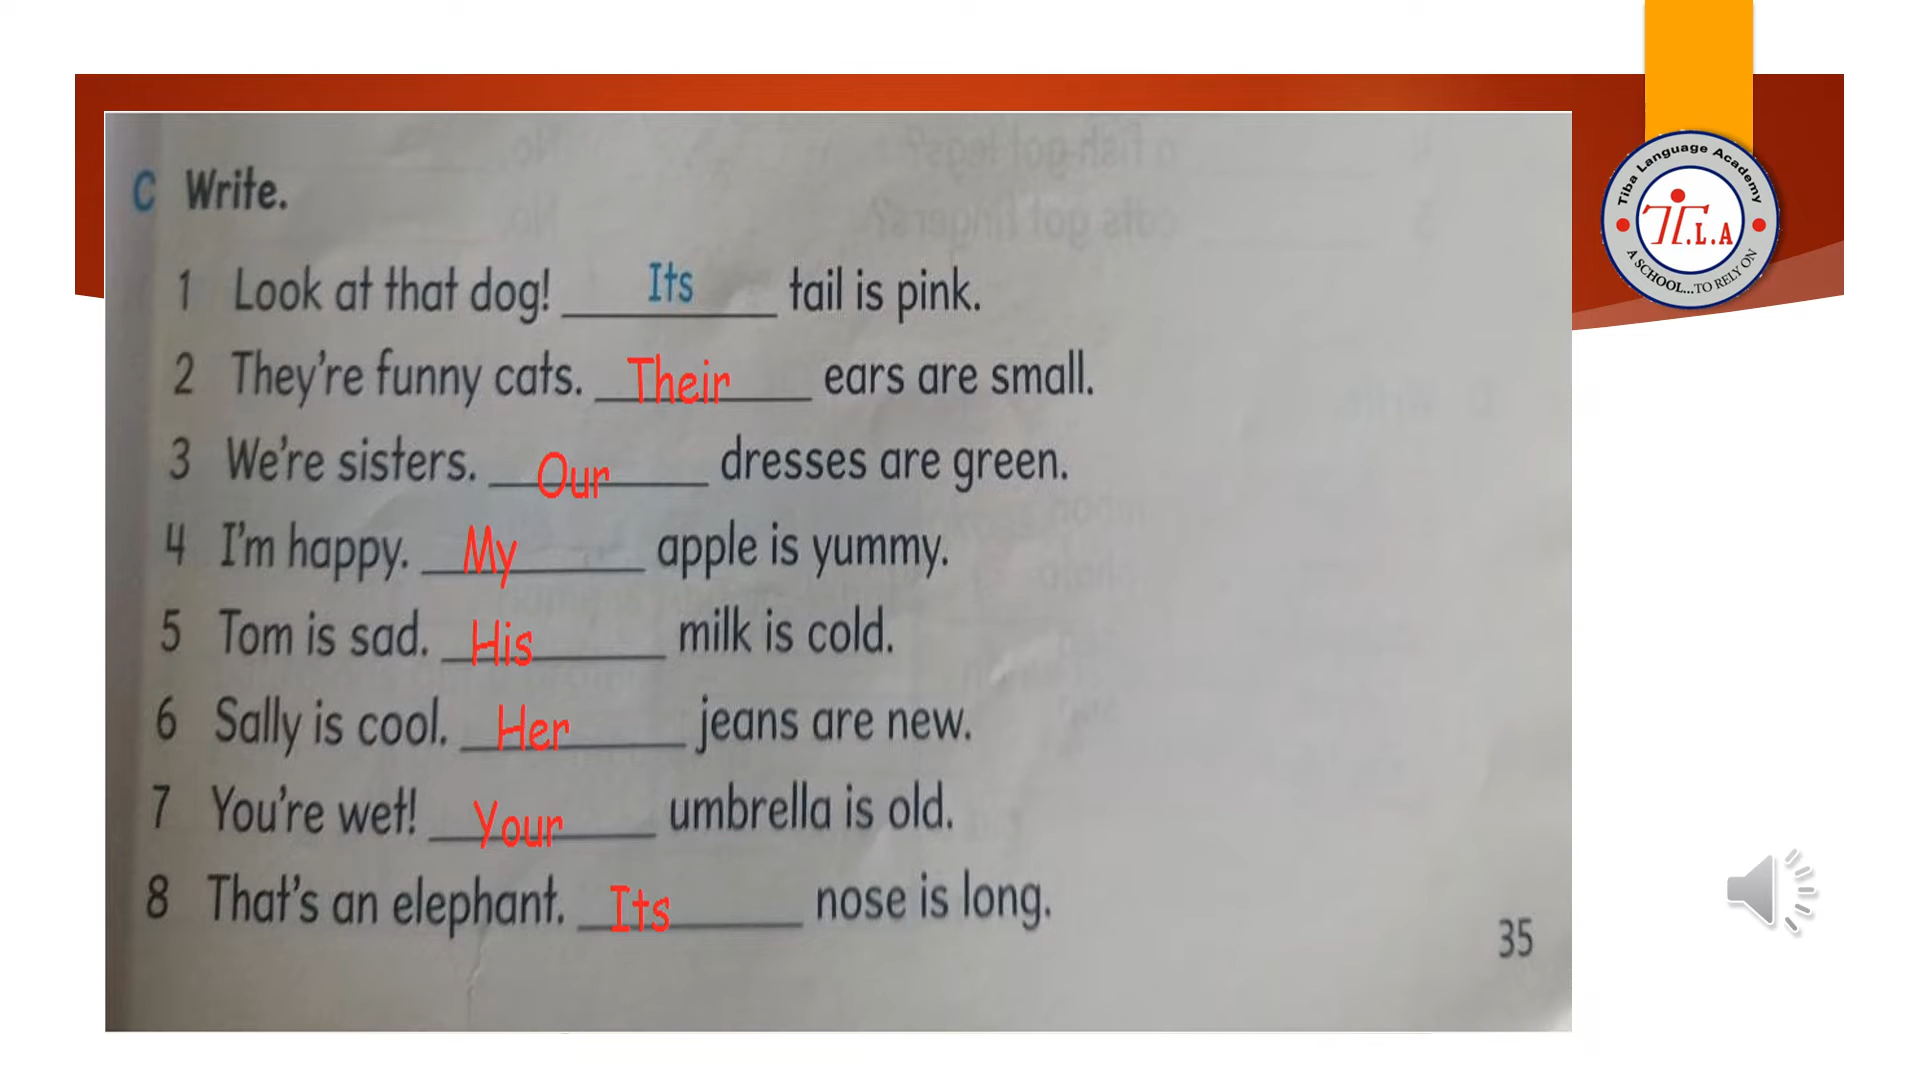 C Write.
1 Look at that dog! Its tail is pink.
2 They're funny cats. Their ears are small.
3 We're sisters. Our dresses are green.
4 I'm happy. My apple is yummy.
5 Tom is sad. His milk is cold.
6 Sally is cool. Her jeans are new.
7 You're wet! Your umbrella is old.
8 That's an elephant. Its nose is long.
35
Tiba Language Academy
T.L.A
A SCHOOL...TO RELY ON